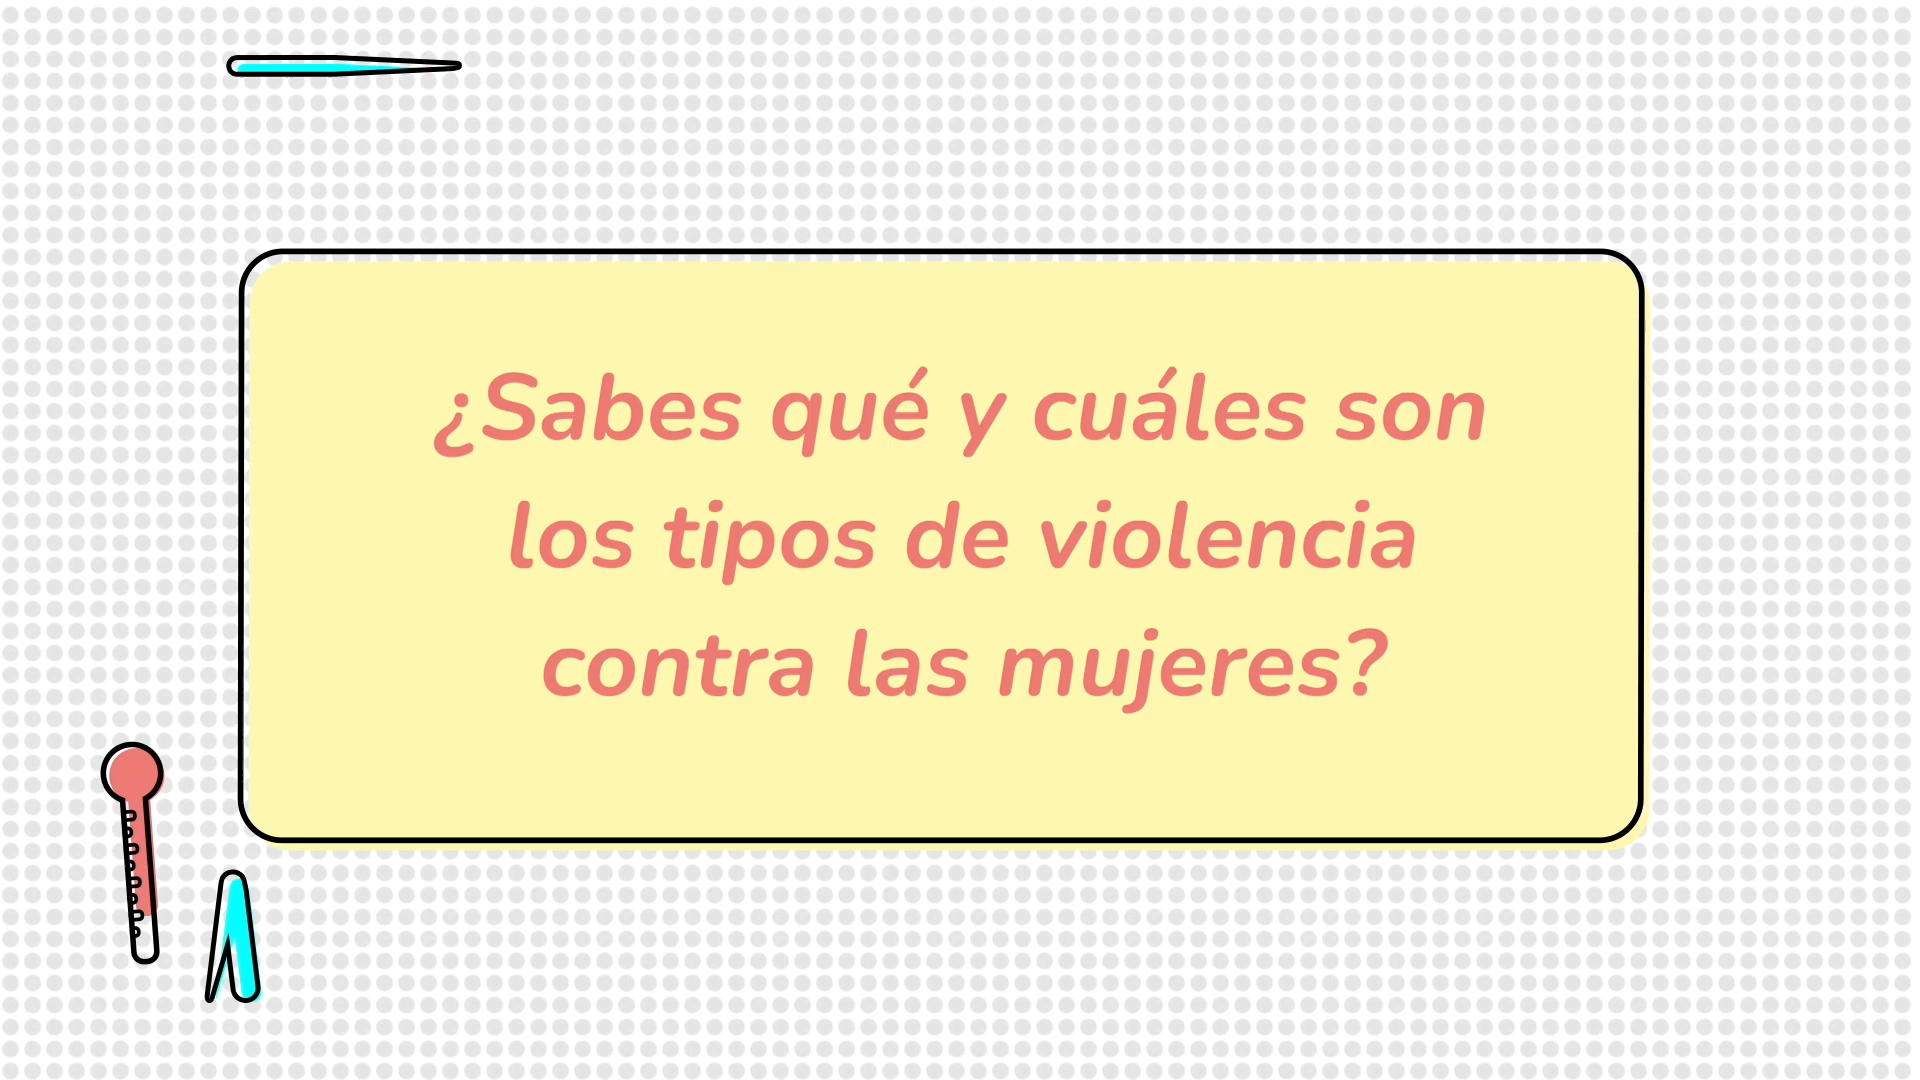 ¿Sabes qué y cuáles son
los tipos de violencia
contra las mujeres?